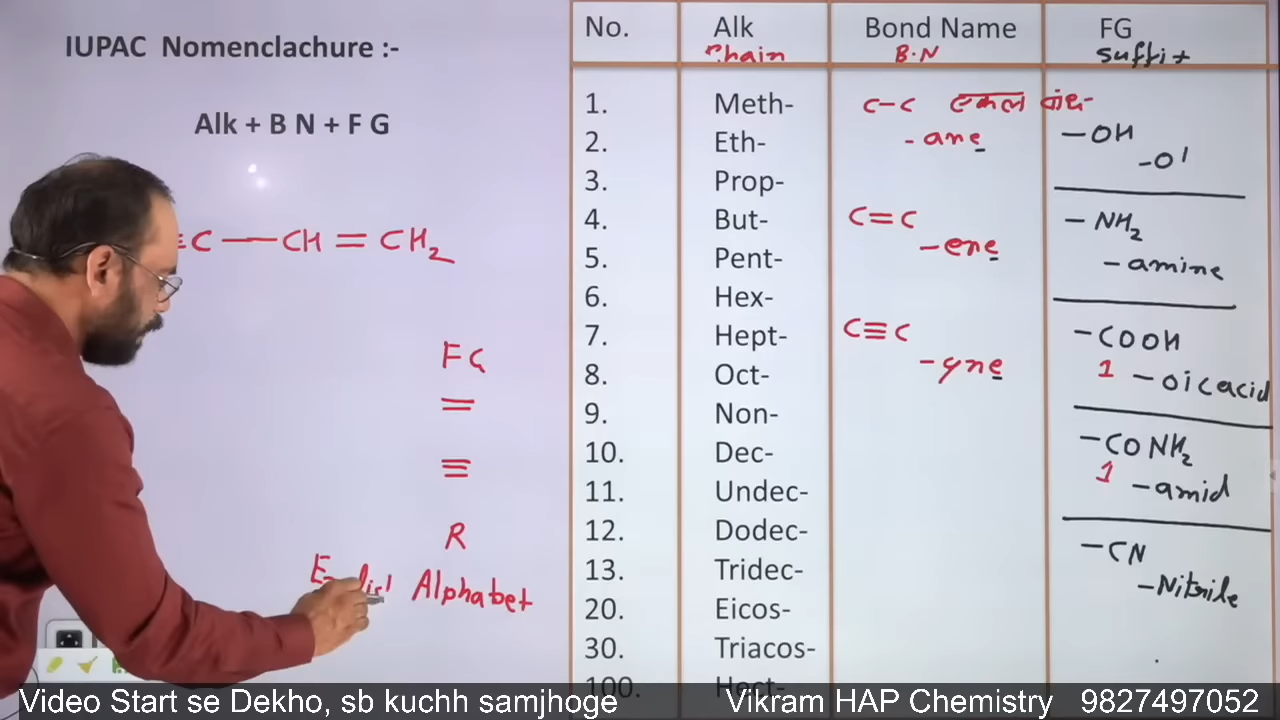 IUPAC Nomenclachure :-
Alk + B N + F G
≡C — CH = CH₂
FG
=
≡
R
Alphabet
No. Alk Bond Name FG
Chain B.N suffix
1. Meth- C-C एकल बंध-
2. Eth- -ane -OH
-ol
3. Prop-
4. But- C=C -NH₂
5. Pent- -ene -amine
6. Hex-
7. Hept- C≡C -COOH
8. Oct- -yne 1 -oic acid
9. Non-
10. Dec- -CONH₂
11. Undec- 1 -amid
12. Dodec- -CN
13. Tridec- -Nitrile
20. Eicos-
30. Triacos-
100. Hect-
Video Start se Dekho, sb kuchh samjhoge Vikram HAP Chemistry 9827497052